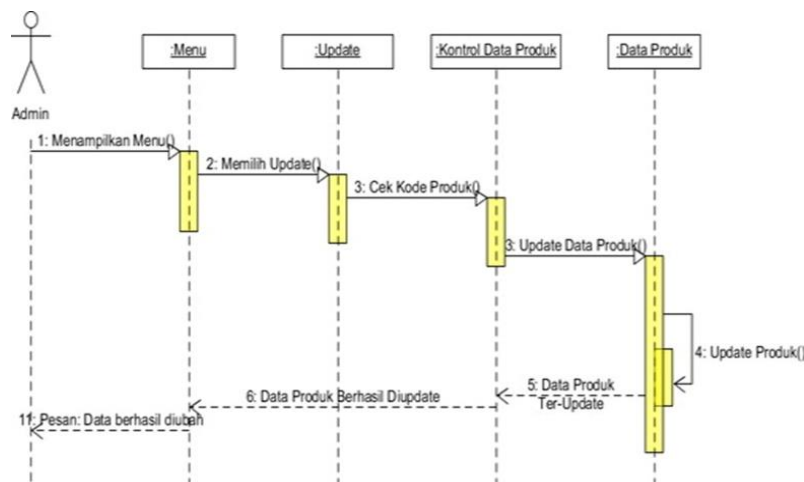 :Menu
:Update
:Kontrol Data Produk
:Data Produk
Admin
1: Menampilkan Menu()
2: Memilih Update()
3: Cek Kode Produk()
3: Update Data Produk()
4: Update Produk()
5: Data Produk
Ter-Update
6: Data Produk Berhasil Diupdate
11: Pesan: Data berhasil diubah